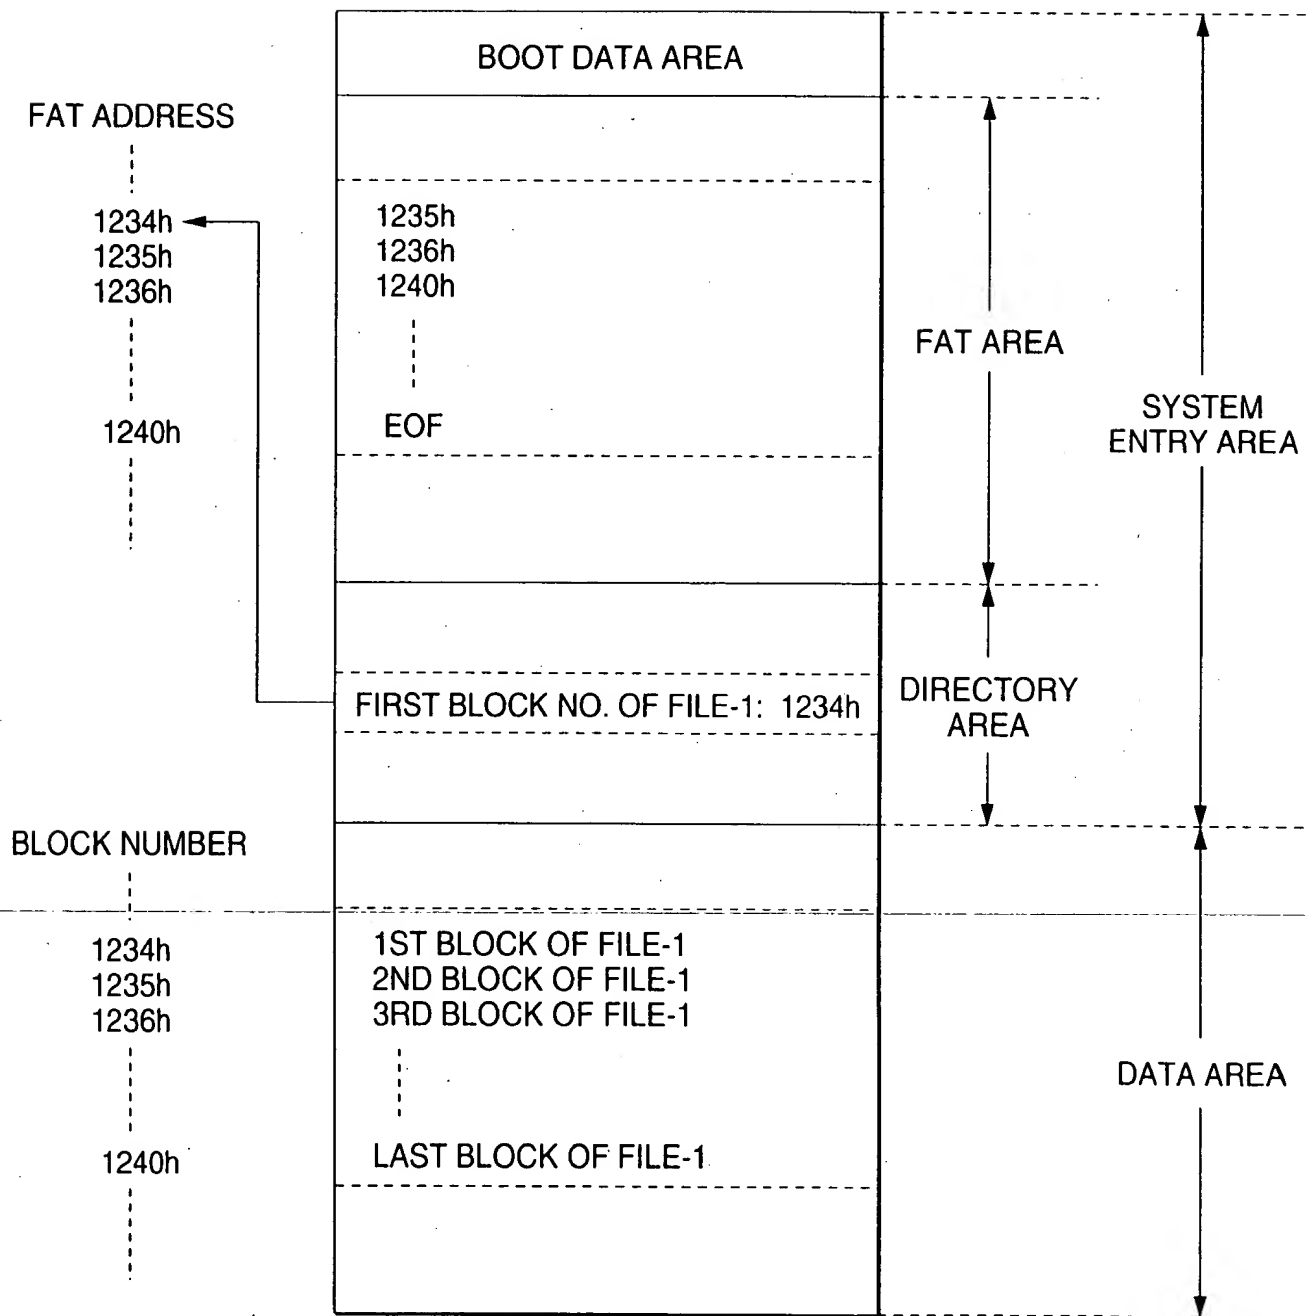 BOOT DATA AREA
FAT ADDRESS
1234h
1235h
1236h
1240h
1235h
1236h
1240h
EOF
FAT AREA
SYSTEM
ENTRY AREA
FIRST BLOCK NO. OF FILE-1: 1234h
DIRECTORY
AREA
BLOCK NUMBER
1234h
1235h
1236h
1240h
1ST BLOCK OF FILE-1
2ND BLOCK OF FILE-1
3RD BLOCK OF FILE-1
LAST BLOCK OF FILE-1
DATA AREA